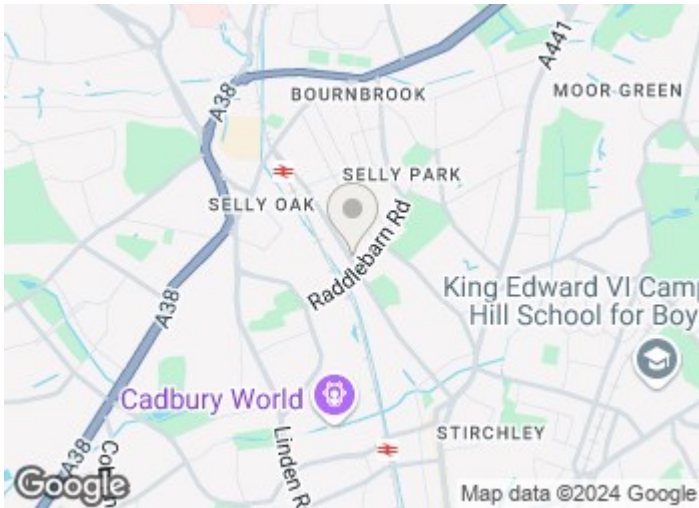 A38
A441
BOURNBROOK
MOOR GREEN
SELLY PARK
SELLY OAK
Raddlebarn Rd
A38
King Edward VI Camp
Hill School for Boy
Cadbury World
Linden R
STIRCHLEY
A38
Google
Map data ©2024 Google